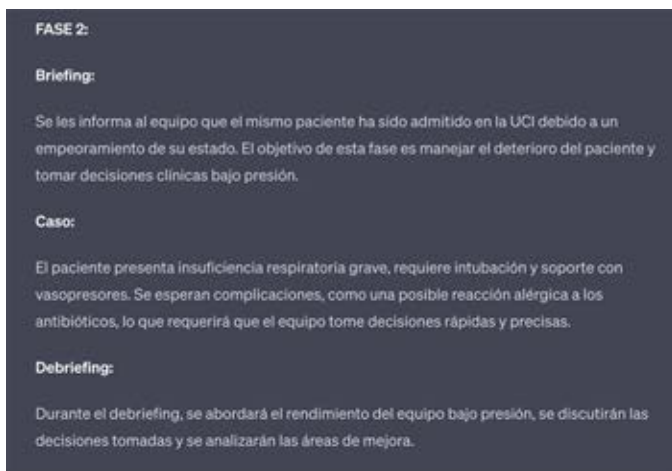 FASE 2:
Briefing:
Se les informa al equipo que el mismo paciente ha sido admitido en la UCI debido a un
empeoramiento de su estado. El objetivo de esta fase es manejar el deterioro del paciente y
tomar decisiones clínicas bajo presión.
Caso:
El paciente presenta insuficiencia respiratoria grave, requiere intubación y soporte con
vasopresores. Se esperan complicaciones, como una posible reacción alérgica a los
antibióticos, lo que requerirá que el equipo tome decisiones rápidas y precisas.
Debriefing:
Durante el debriefing, se abordará el rendimiento del equipo bajo presión, se discutirán las
decisiones tomadas y se analizarán las áreas de mejora.